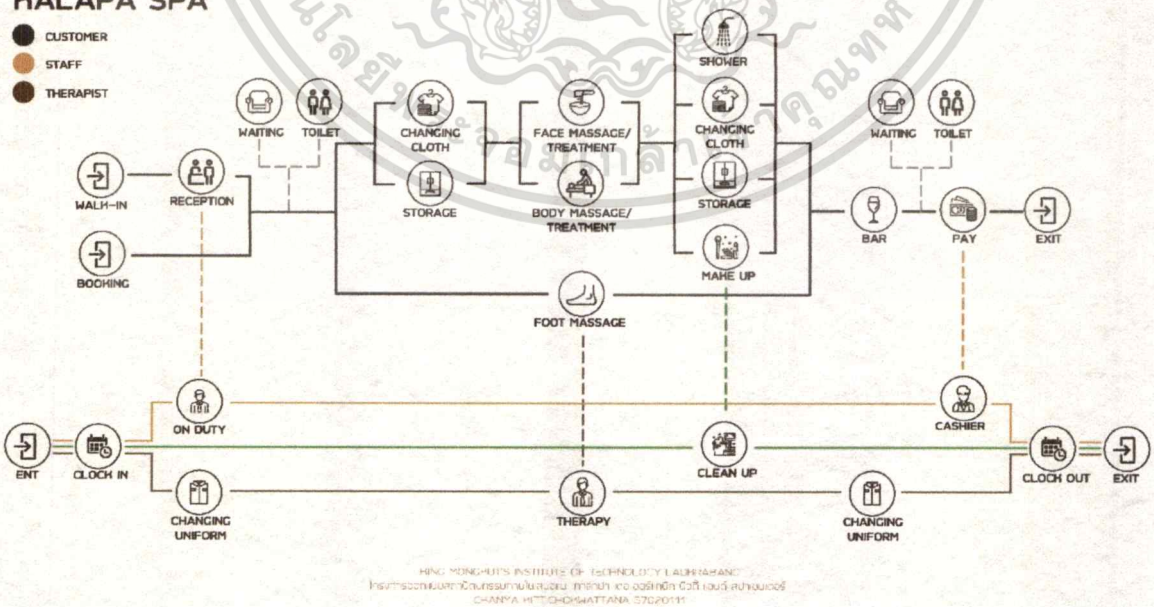 HALAPA SPA
CUSTOMER
STAFF
THERAPIST
WAITING
TOILET
CHANGING
CLOTH
STORAGE
FACE MASSAGE/
TREATMENT
BODY MASSAGE/
TREATMENT
SHOWER
CHANGING
CLOTH
STORAGE
MAKE UP
WAITING
TOILET
WALK-IN
RECEPTION
BOOKING
BAR
PAY
EXIT
FOOT MASSAGE
ON DUTY
CASHIER
ENT
CLOCK IN
CLEAN UP
CLOCK OUT
EXIT
CHANGING
UNIFORM
THERAPY
CHANGING
UNIFORM
KING MONGKUT'S INSTITUTE OF TECHNOLOGY LADKRABANG